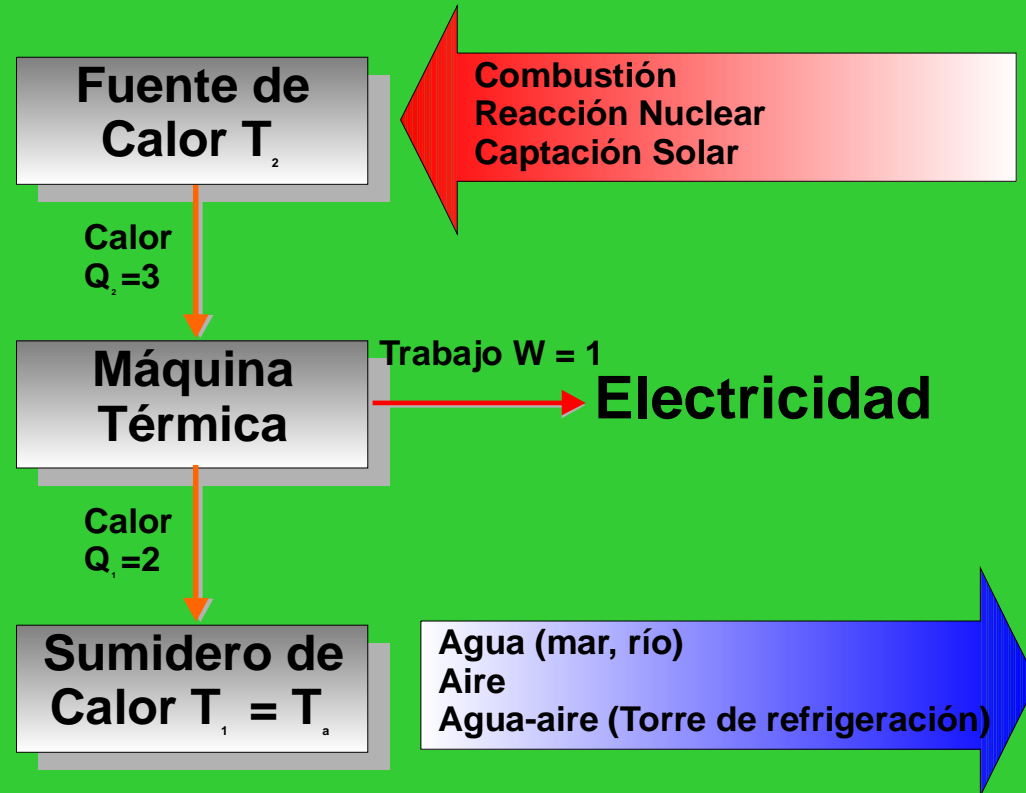 Fuente de
Calor T₂
Combustión
Reacción Nuclear
Captación Solar
Calor
Q₂=3
Máquina
Térmica
Trabajo W = 1
Electricidad
Calor
Q₁=2
Sumidero de
Calor T₁ = Tₐ
Agua (mar, río)
Aire
Agua-aire (Torre de refrigeración)